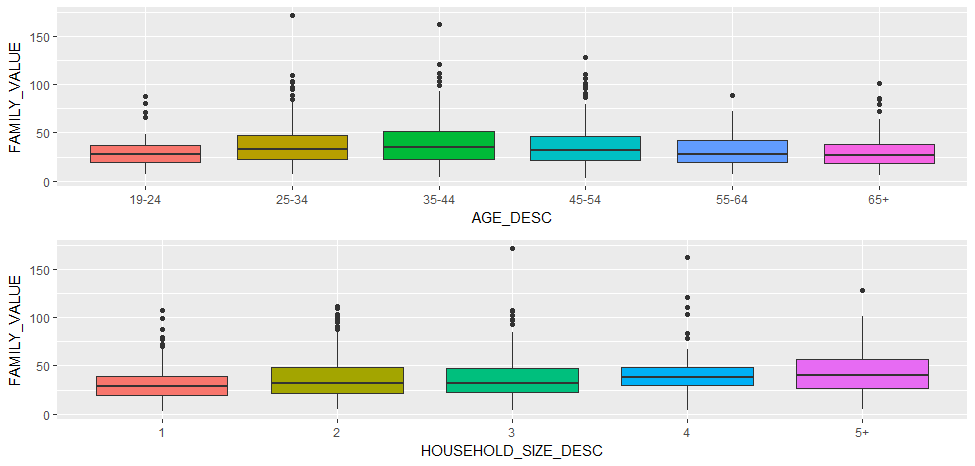 FAMILY_VALUE
150
100
50
0
19-24 25-34 35-44 45-54 55-64 65+
AGE_DESC
FAMILY_VALUE
150
100
50
0
1 2 3 4 5+
HOUSEHOLD_SIZE_DESC